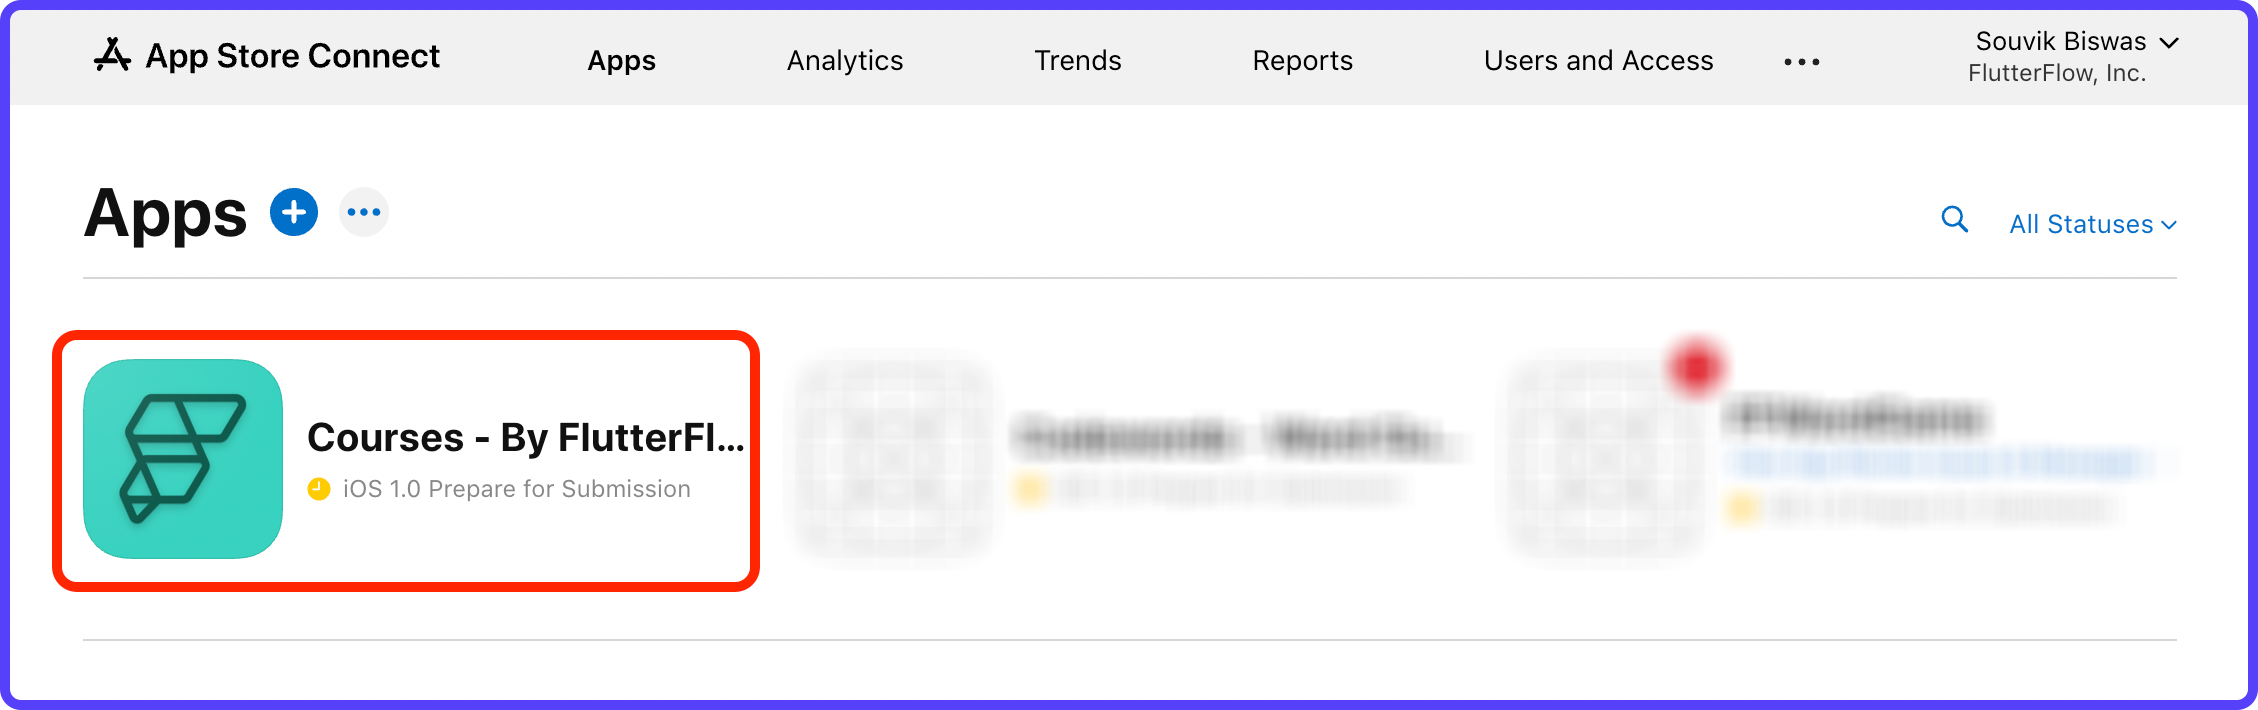 App Store Connect
Apps
Analytics
Trends
Reports
Users and Access
Souvik Biswas
FlutterFlow, Inc.
Apps
All Statuses
Courses - By FlutterFl...
iOS 1.0 Prepare for Submission